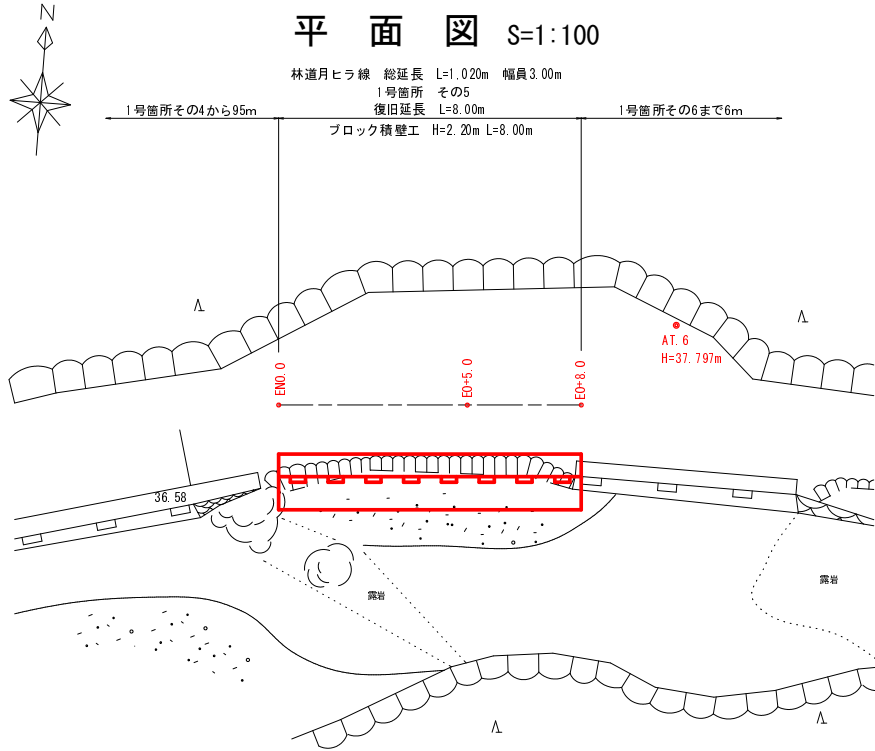 N
平面図 S=1:100
林道月ヒラ線 総延長 L=1,020m 幅員3.00m
1号箇所 その5
1号箇所その4から95m
復旧延長 L=8.00m
1号箇所その6まで6m
ブロック積壁工 H=2.20m L=8.00m
AT.6
H=37.797m
EN0.0
E0+5.0
E0+8.0
36.58
露岩
露岩